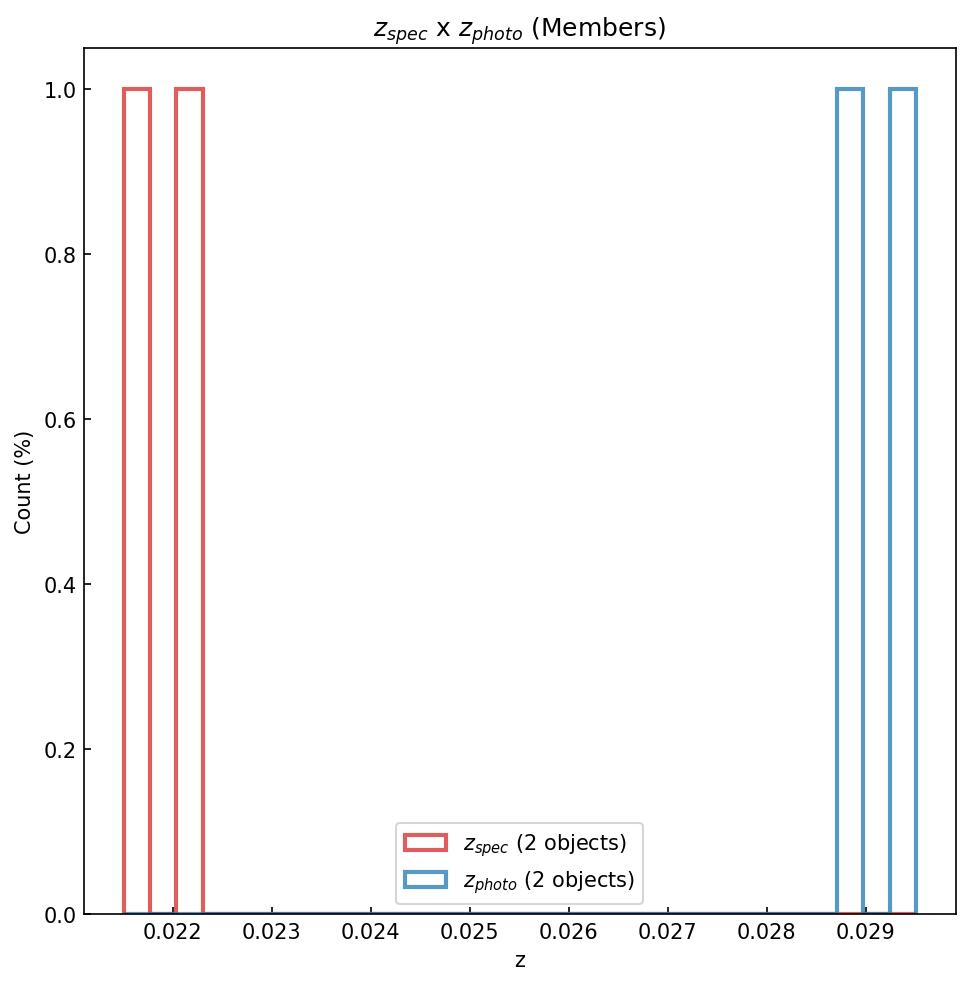 z_spec x z_photo (Members)
1.0
0.8
0.6
0.4
0.2
0.0
Count (%)
z_spec (2 objects)
z_photo (2 objects)
0.022 0.023 0.024 0.025 0.026 0.027 0.028 0.029
z